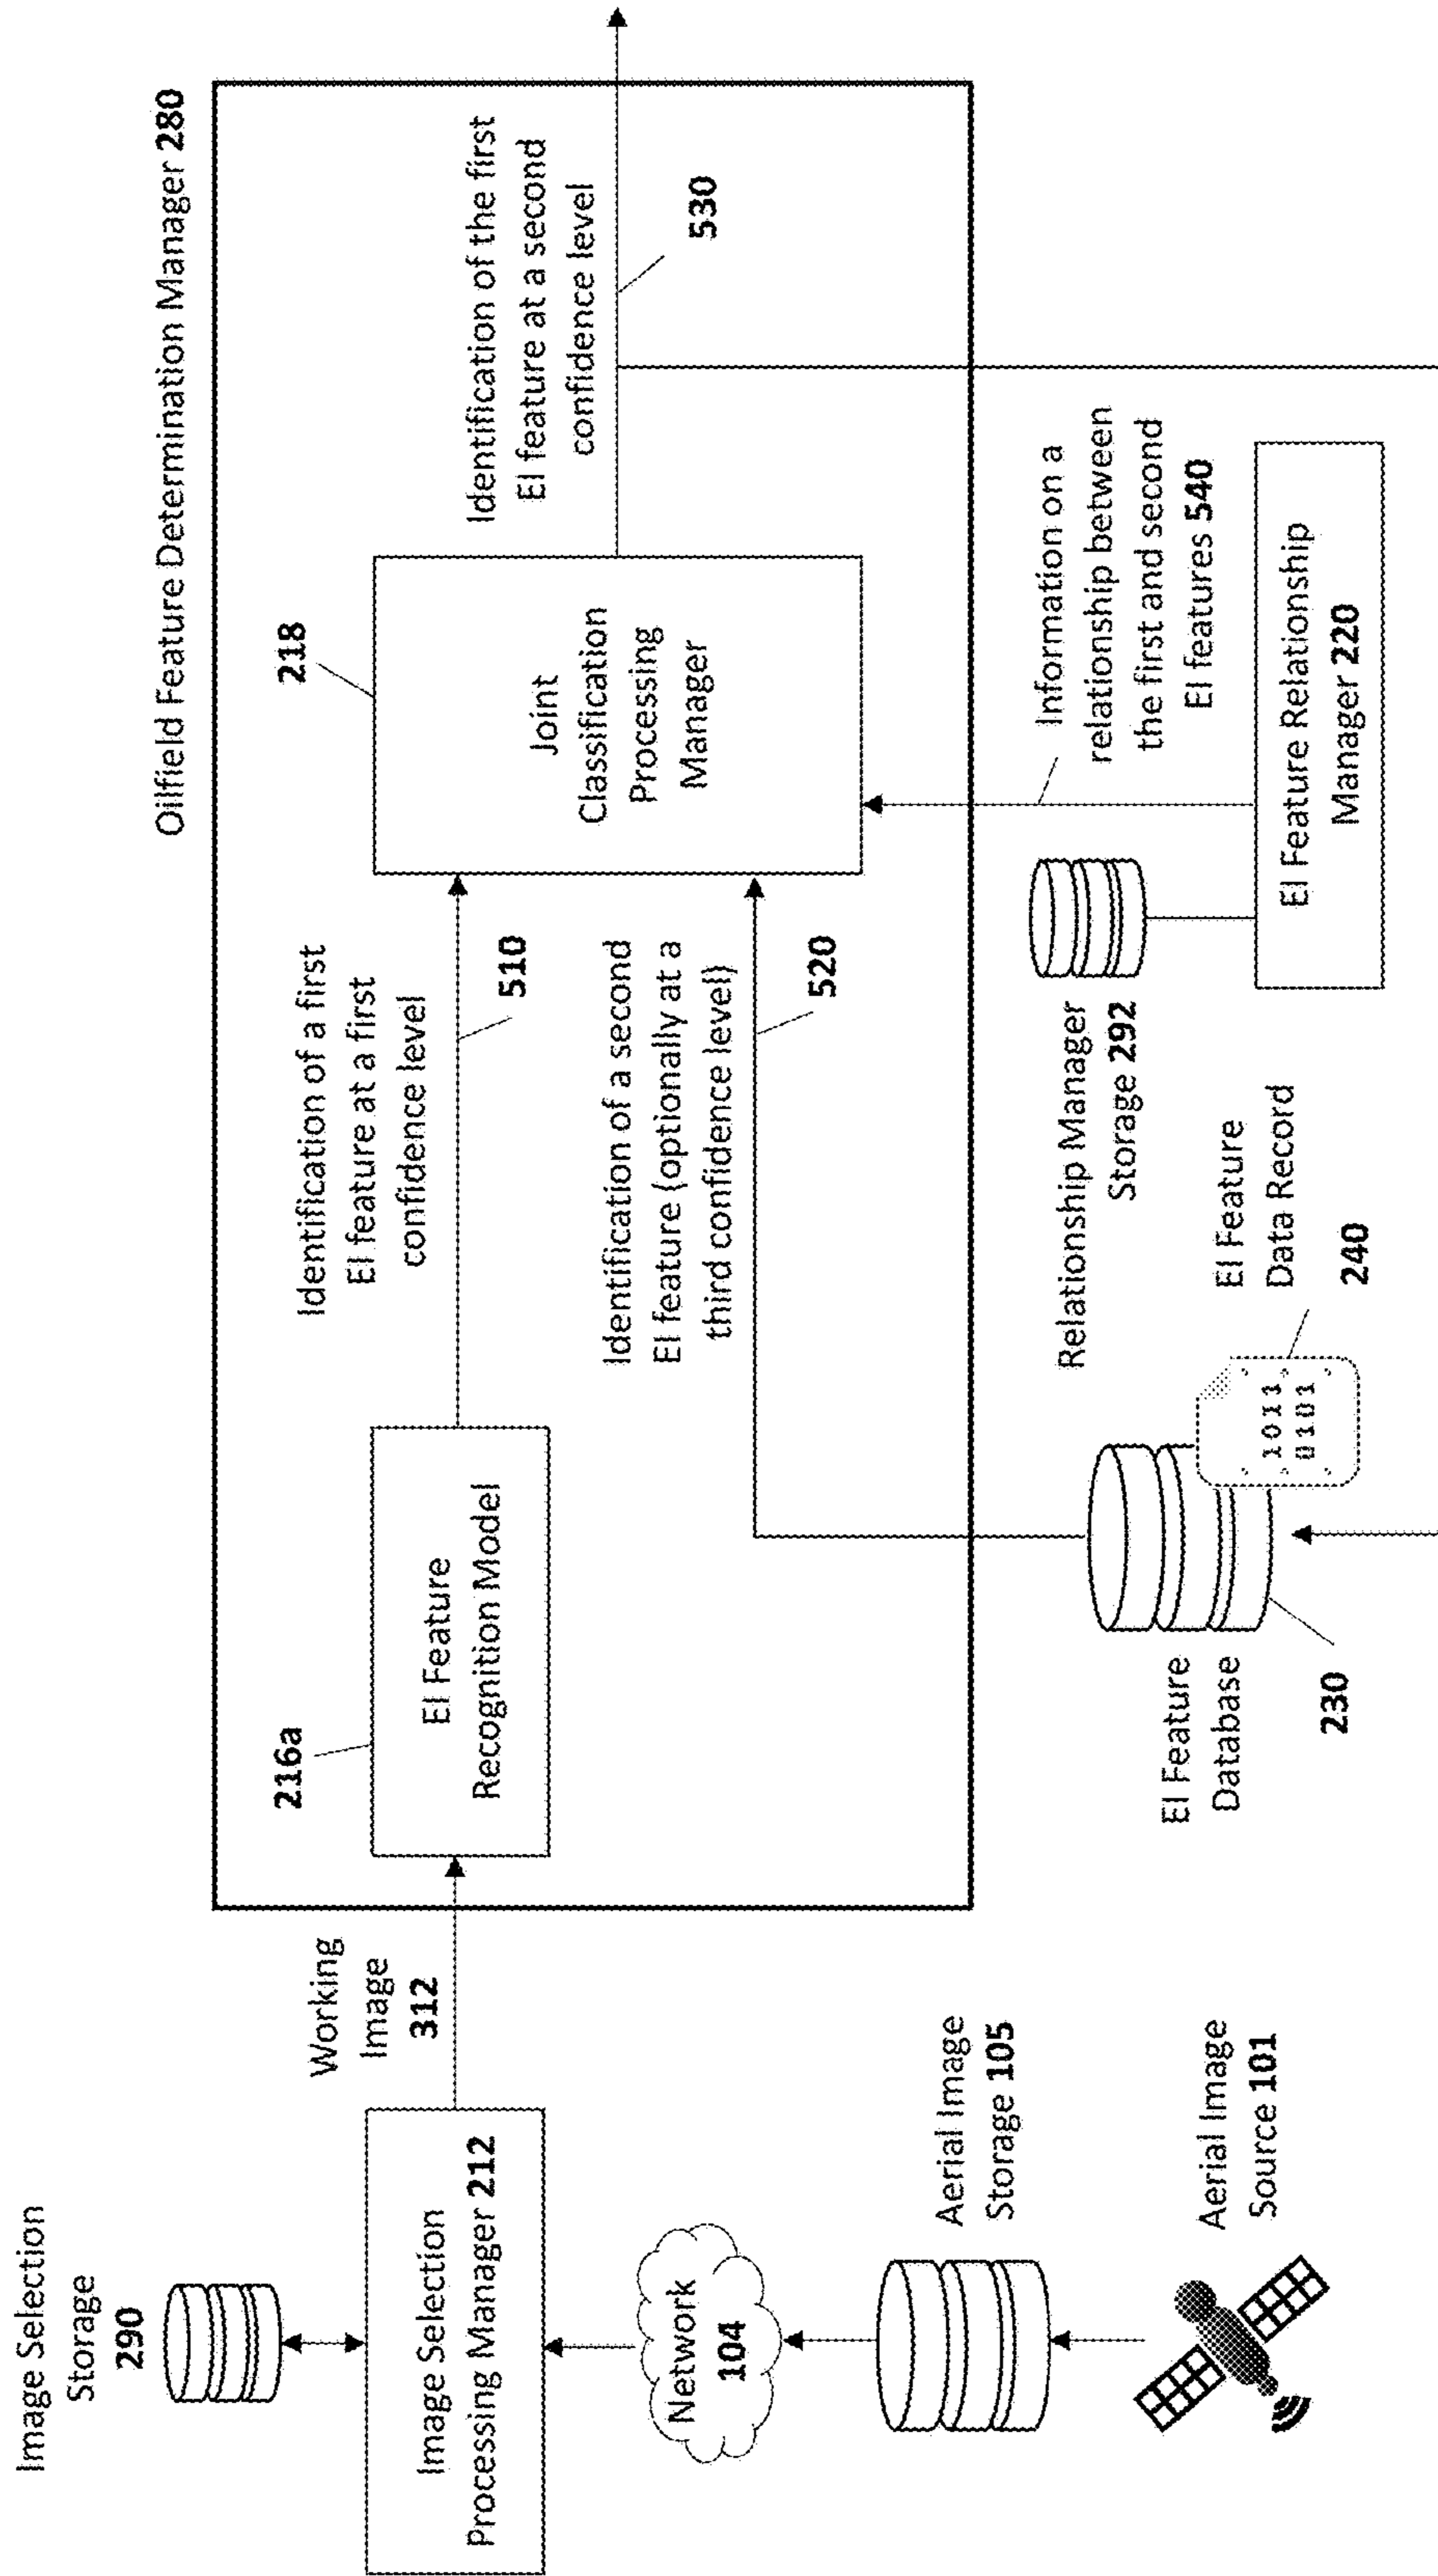 Oilfield Feature Determination Manager 280
Image Selection
Storage
290
Image Selection
Processing Manager 212
Network
104
Aerial Image
Storage 105
Aerial Image
Source 101
Working
Image
312
216a
EI Feature
Recognition Model
Identification of a first
EI feature at a first
confidence level
510
Identification of a second
EI feature (optionally at a
third confidence level)
520
218
Joint
Classification
Processing
Manager
Identification of the first
EI feature at a second
confidence level
530
EI Feature
Database
230
1011
0101
EI Feature
Data Record
240
Relationship Manager
Storage 292
Information on a
relationship between
the first and second
EI features 540
EI Feature Relationship
Manager 220